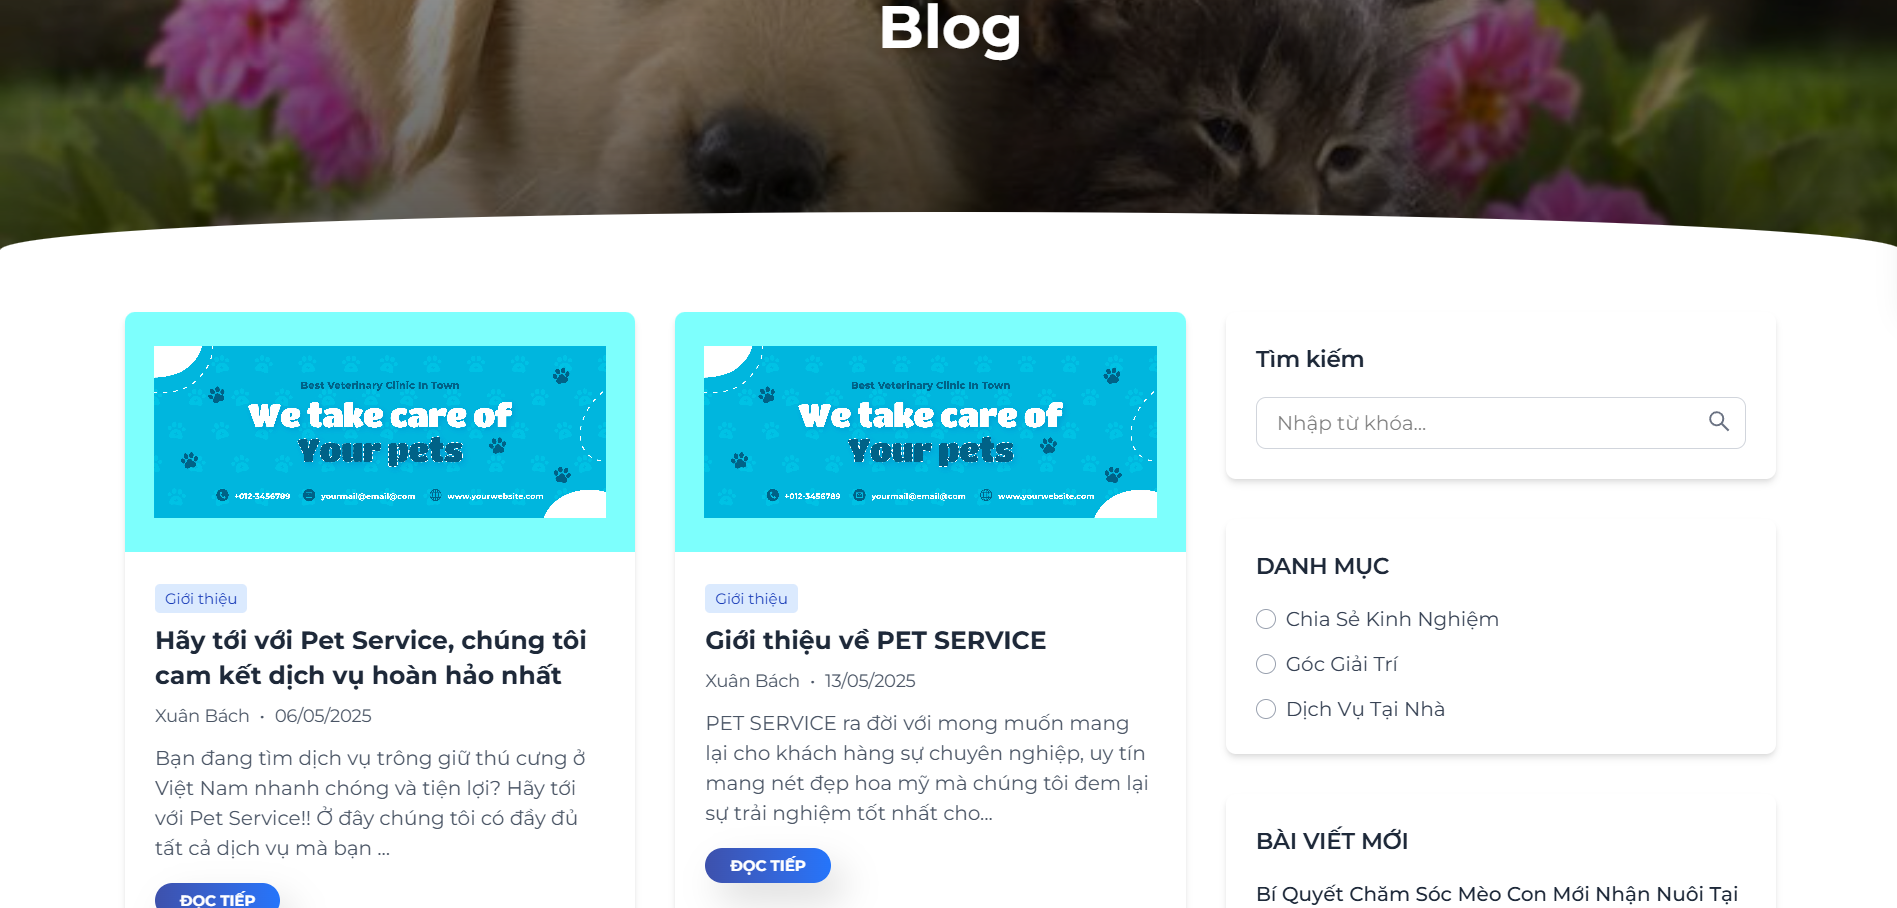 Blog
Best Veterinary Clinic In Town
We take care of
Your pets
+012-3456789 yourmail@email@com www.yourwebsite.com
Giới thiệu
Hãy tới với Pet Service, chúng tôi
cam kết dịch vụ hoàn hảo nhất
Xuân Bách • 06/05/2025
Bạn đang tìm dịch vụ trông giữ thú cưng ở
Việt Nam nhanh chóng và tiện lợi? Hãy tới
với Pet Service!! Ở đây chúng tôi có đầy đủ
tất cả dịch vụ mà bạn ...
ĐỌC TIẾP
Best Veterinary Clinic In Town
We take care of
Your pets
+012-3456789 yourmail@email@com www.yourwebsite.com
Giới thiệu
Giới thiệu về PET SERVICE
Xuân Bách • 13/05/2025
PET SERVICE ra đời với mong muốn mang
lại cho khách hàng sự chuyên nghiệp, uy tín
mang nét đẹp hoa mỹ mà chúng tôi đem lại
sự trải nghiệm tốt nhất cho...
ĐỌC TIẾP
Tìm kiếm
Nhập từ khóa...
DANH MỤC
Chia Sẻ Kinh Nghiệm
Góc Giải Trí
Dịch Vụ Tại Nhà
BÀI VIẾT MỚI
Bí Quyết Chăm Sóc Mèo Con Mới Nhận Nuôi Tại